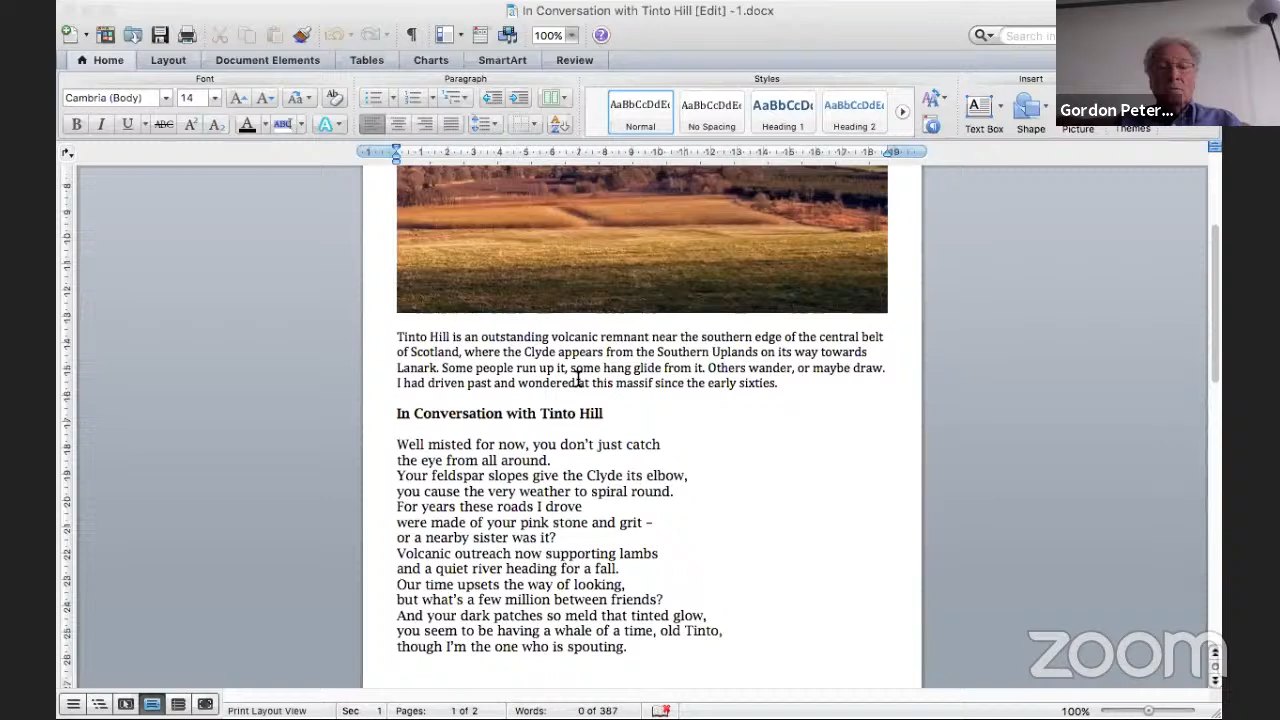 In Conversation with Tinto Hill [Edit] -1.docx
100%
Search in
Home Layout Document Elements Tables Charts SmartArt Review
Font Paragraph Styles Insert
Cambria (Body) 14
AaBbCcDdEe AaBbCcDdEe AaBbCcDd AaBbCcDdEe
Normal No Spacing Heading 1 Heading 2
Text Box Shape Picture Themes
Gordon Peter...
Tinto Hill is an outstanding volcanic remnant near the southern edge of the central belt
of Scotland, where the Clyde appears from the Southern Uplands on its way towards
Lanark. Some people run up it, some hang glide from it. Others wander, or maybe draw.
I had driven past and wondered at this massif since the early sixties.
In Conversation with Tinto Hill
Well misted for now, you don't just catch
the eye from all around.
Your feldspar slopes give the Clyde its elbow,
you cause the very weather to spiral round.
For years these roads I drove
were made of your pink stone and grit –
or a nearby sister was it?
Volcanic outreach now supporting lambs
and a quiet river heading for a fall.
Our time upsets the way of looking,
but what's a few million between friends?
And your dark patches so meld that tinted glow,
you seem to be having a whale of a time, old Tinto,
though I'm the one who is spouting.
zoom
Print Layout View Sec 1 Pages: 1 of 2 Words: 0 of 387 100%